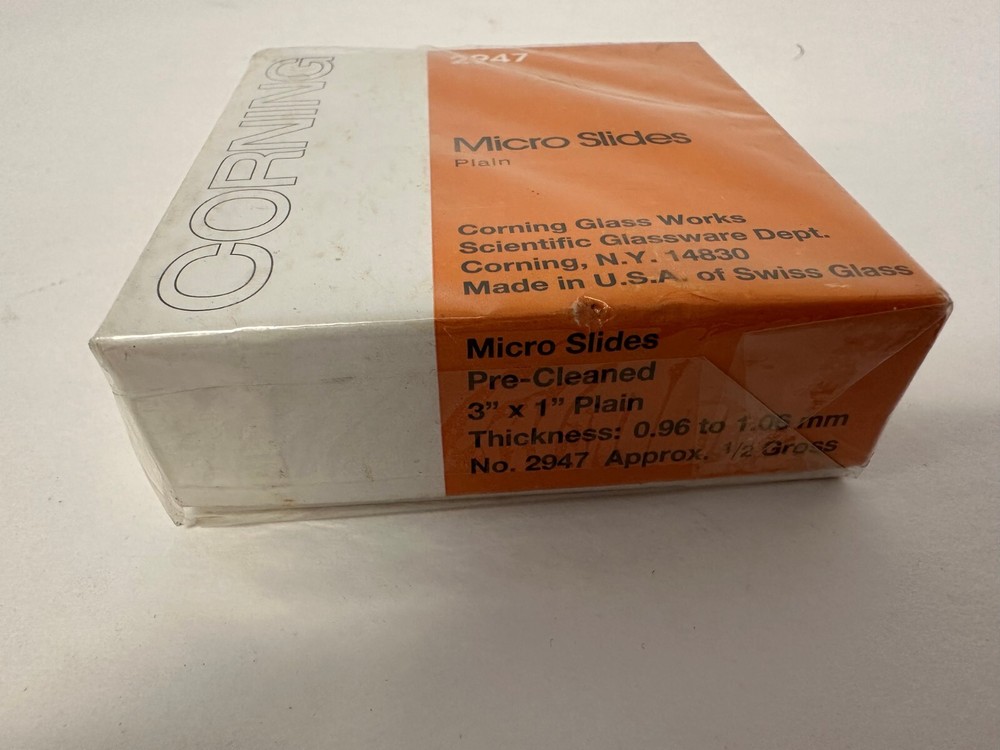 CORNING
2947
Micro Slides
Plain
Corning Glass Works
Scientific Glassware Dept.
Corning, N.Y. 14830
Made in U.S.A. of Swiss Glass
Micro Slides
Pre-Cleaned
3” x 1” Plain
Thickness: 0.96 to 1.06 mm
No. 2947 Approx. ½ Gross